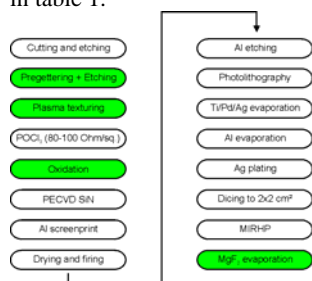 in table 1.
Cutting and etching
Pregettering + Etching
Plasma texturing
POCl₃ (80-100 Ohm/sq.)
Oxidation
PECVD SiN
Al screenprint
Drying and firing
Al etching
Photolithography
Ti/Pd/Ag evaporation
Al evaporation
Ag plating
Dicing to 2x2 cm²
MIRHP
MgF₂ evaporation